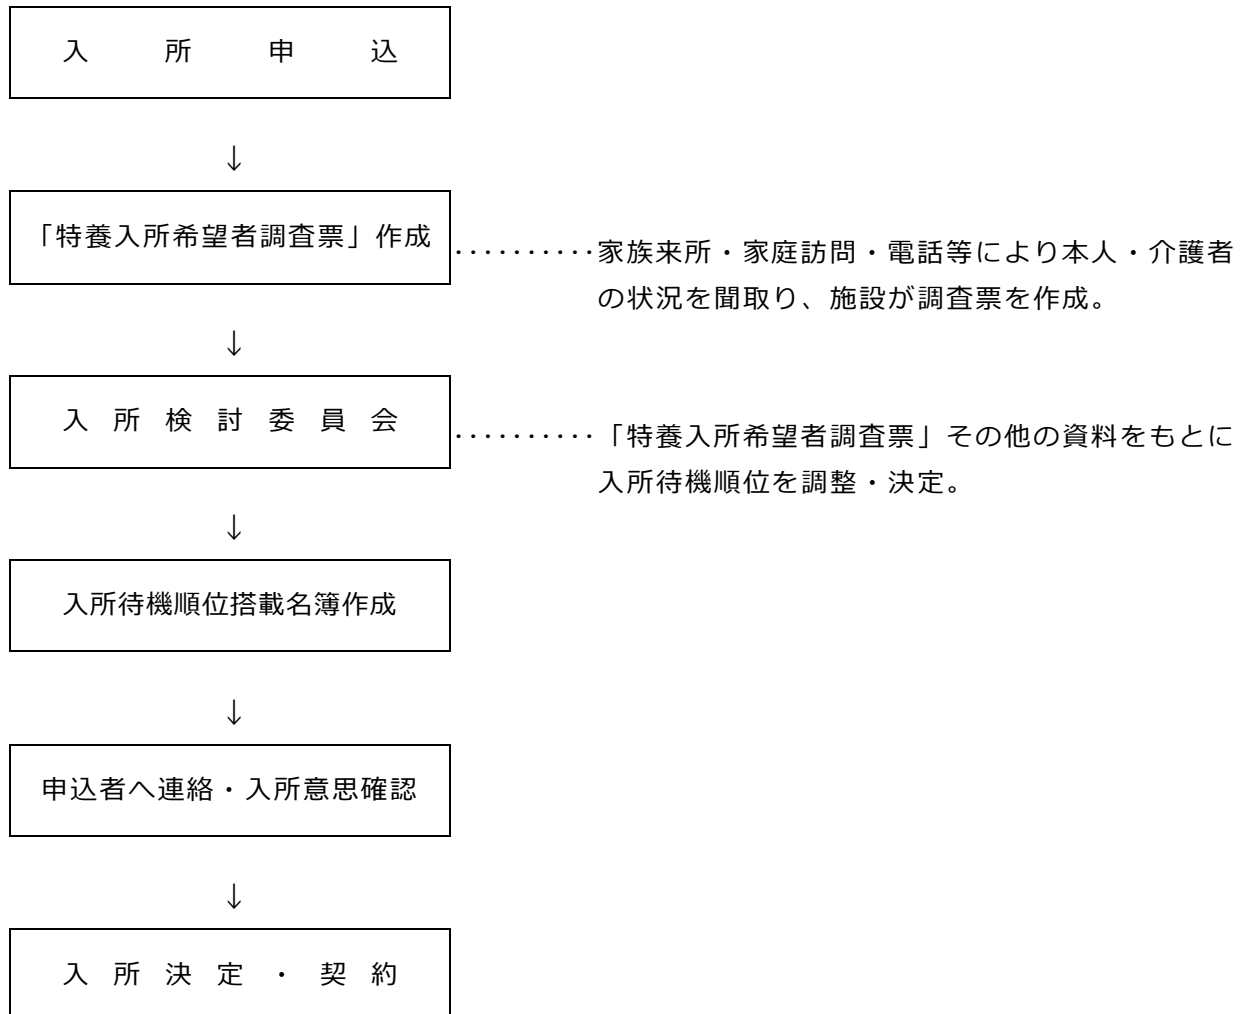 入所申込
↓
「特養入所希望者調査票」作成
··········家族来所・家庭訪問・電話等により本人・介護者
の状況を聞取り、施設が調査票を作成。
↓
入所検討委員会
··········「特養入所希望者調査票」その他の資料をもとに
入所待機順位を調整・決定。
↓
入所待機順位搭載名簿作成
↓
申込者へ連絡・入所意思確認
↓
入所決定・契約